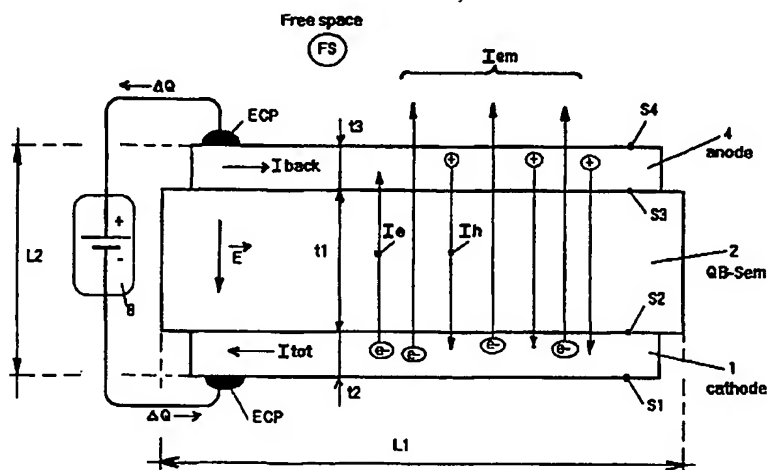 Free space
FS
Iem
← ΔQ
ECP
t3
S4
4
anode
→ Iback
+ + +
S3
L2
+
-
8
E
t1
Ie
Ih
2
QB-Sem
S2
← Itot
e- e- e- e-
1
cathode
t2
S1
ΔQ →
ECP
L1